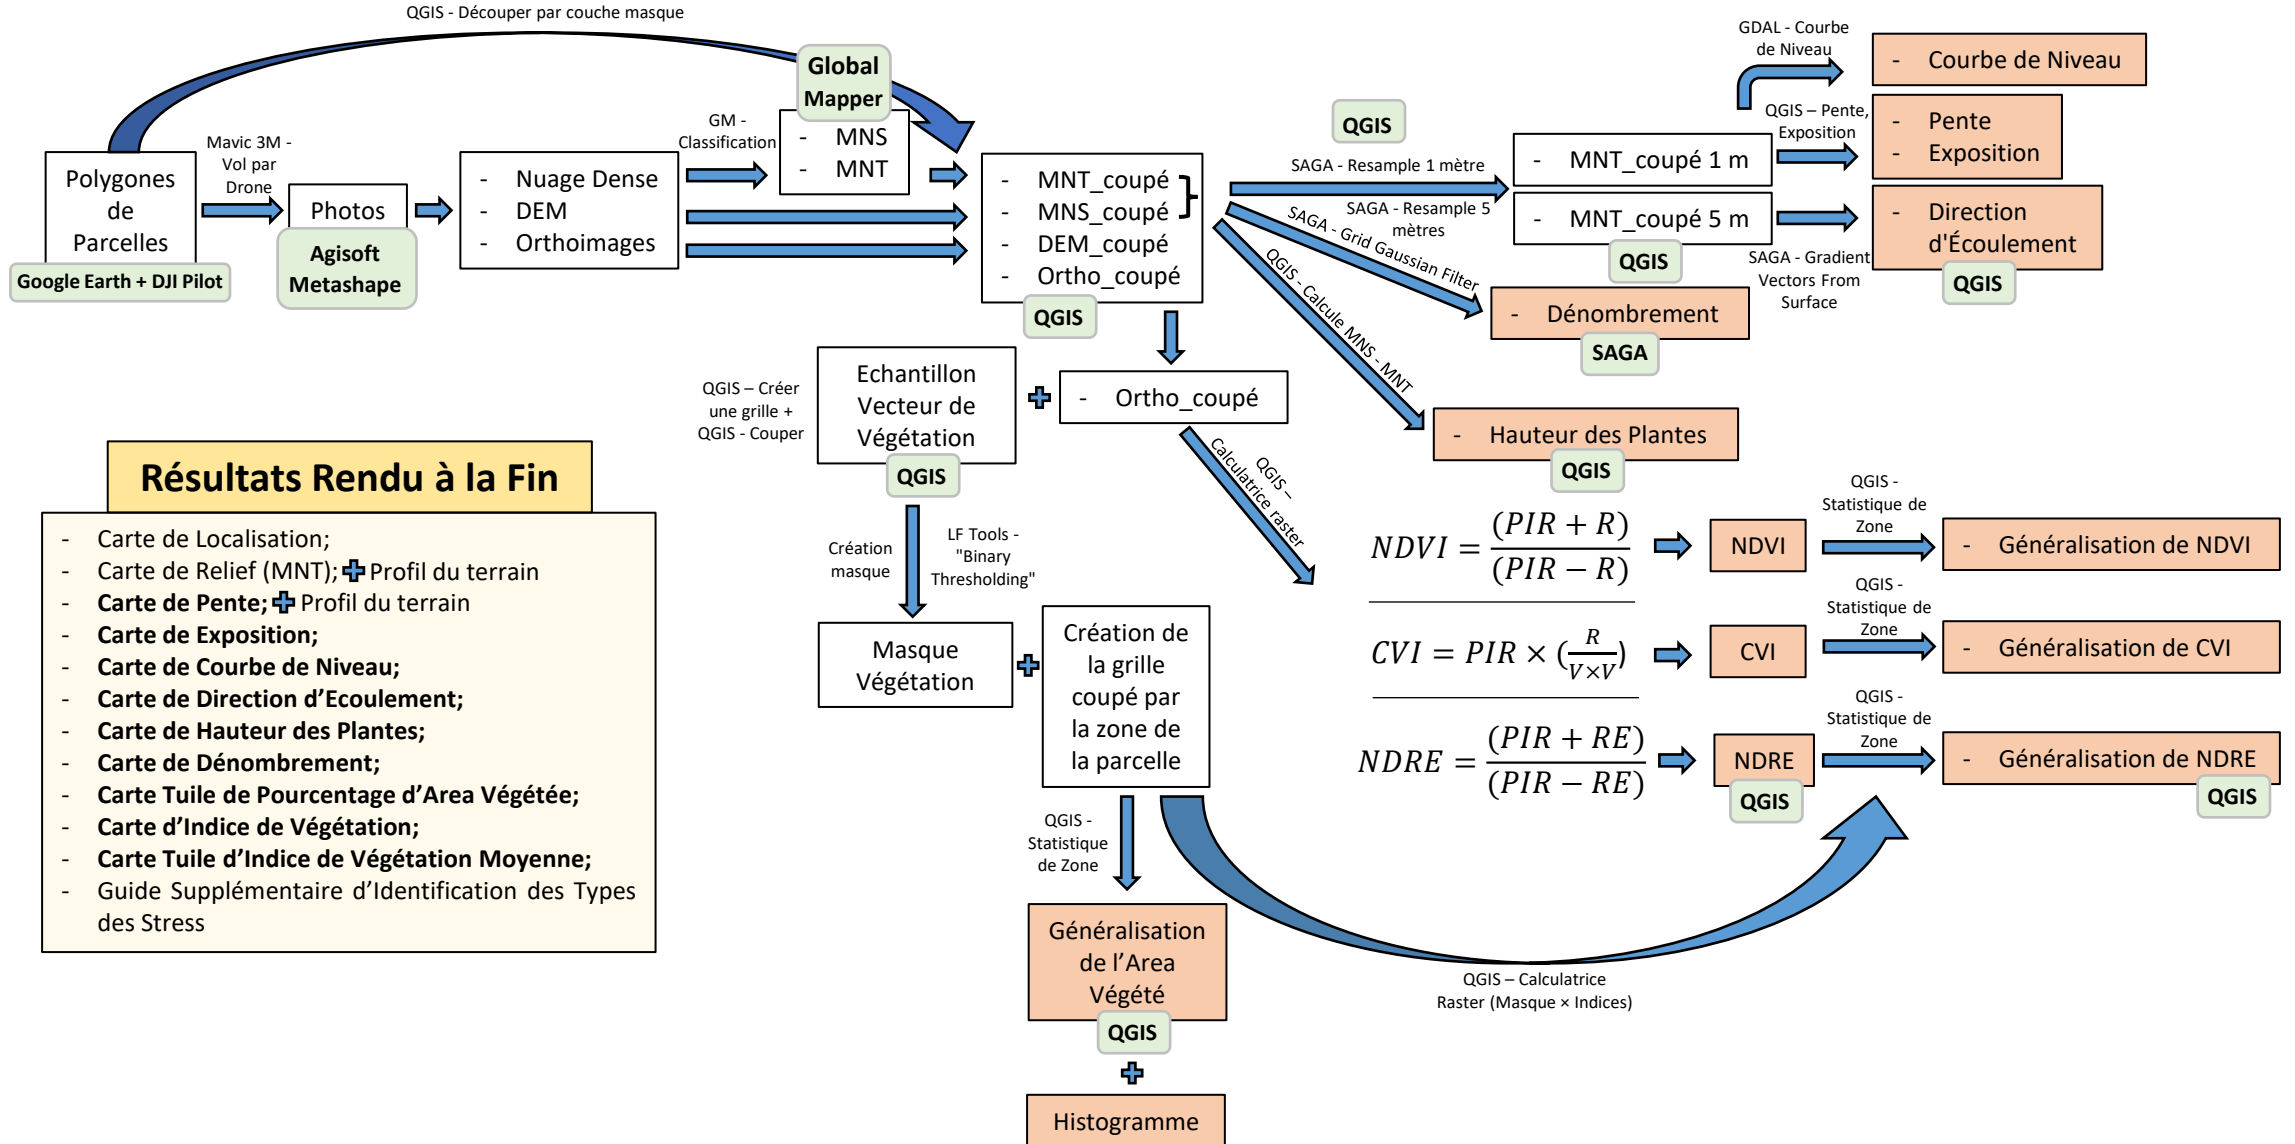 QGIS - Découper par couche masque
Global
Mapper
GM -
Classification
- MNS
- MNT
Mavic 3M -
Vol par
Drone
Polygones
de
Parcelles
Google Earth + DJI Pilot
Photos
Agisoft
Metashape
- Nuage Dense
- DEM
- Orthoimages
- MNT_coupé
- MNS_coupé
- DEM_coupé
- Ortho_coupé
QGIS
QGIS
SAGA - Resample 1 mètre
SAGA - Resample 5
mètres
SAGA - Grid Gaussian Filter
QGIS - Calcule MNS - MNT
- MNT_coupé 1 m
- MNT_coupé 5 m
QGIS
GDAL - Courbe
de Niveau
- Courbe de Niveau
QGIS – Pente,
Exposition
- Pente
- Exposition
SAGA - Gradient
Vectors From
Surface
- Direction
d'Écoulement
QGIS
- Dénombrement
SAGA
- Hauteur des Plantes
QGIS
QGIS – Créer
une grille +
QGIS - Couper
Echantillon
Vecteur de
Végétation
QGIS
- Ortho_coupé
QGIS –
Calculatrice raster
Création
masque
LF Tools -
"Binary
Thresholding"
Masque
Végétation
Création de
la grille
coupé par
la zone de
la parcelle
QGIS -
Statistique
de Zone
Généralisation
de l’Area
Végété
QGIS
Histogramme
QGIS – Calculatrice
Raster (Masque × Indices)
NDVI = (PIR + R) / (PIR − R)
NDVI
QGIS -
Statistique de
Zone
- Généralisation de NDVI
CVI = PIR × (R / V×V)
CVI
QGIS -
Statistique de
Zone
- Généralisation de CVI
NDRE = (PIR + RE) / (PIR − RE)
NDRE
QGIS
QGIS -
Statistique de
Zone
- Généralisation de NDRE
QGIS
Résultats Rendu à la Fin
- Carte de Localisation;
- Carte de Relief (MNT); + Profil du terrain
- Carte de Pente; + Profil du terrain
- Carte de Exposition;
- Carte de Courbe de Niveau;
- Carte de Direction d’Ecoulement;
- Carte de Hauteur des Plantes;
- Carte de Dénombrement;
- Carte Tuile de Pourcentage d’Area Végétée;
- Carte d’Indice de Végétation;
- Carte Tuile d’Indice de Végétation Moyenne;
- Guide Supplémentaire d’Identification des Types
des Stress